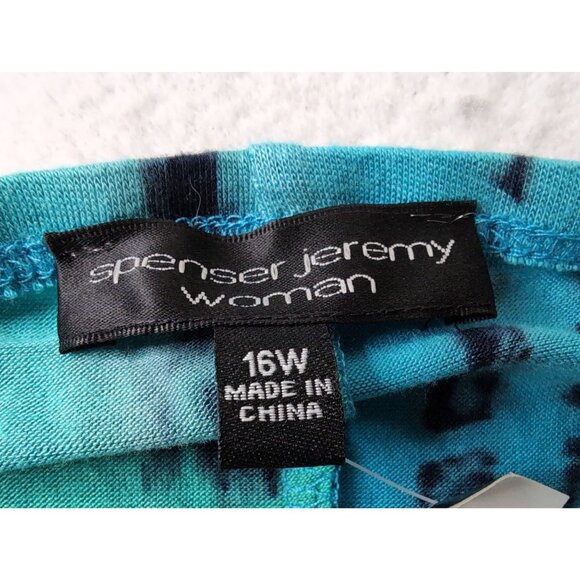 spenser jeremy
woman
16W
MADE IN
CHINA